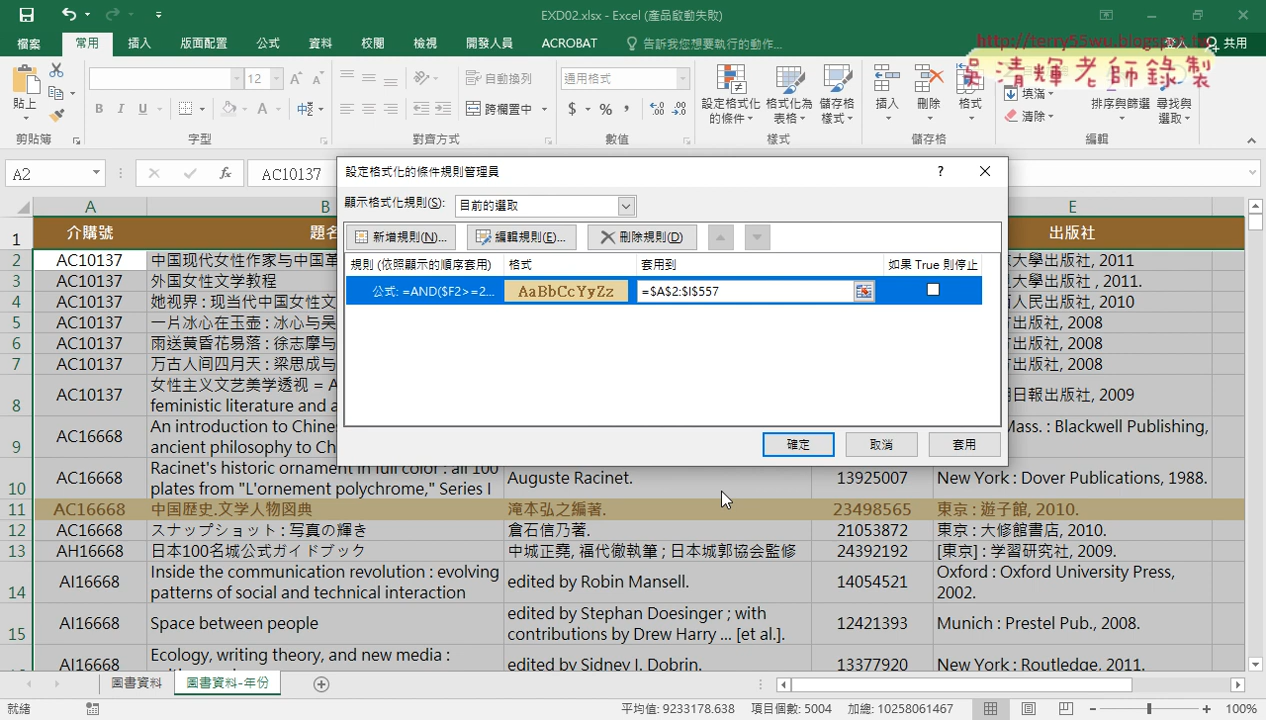 EXD02.xlsx - Excel (產品啟動失敗)
檔案 常用 插入 版面配置 公式 資料 校閱 檢視 開發人員 ACROBAT 告訴我您想要執行的動作... 登入 共用
http://terry55wu.blogspot.tw
吳清輝老師錄製
貼上 12 自動換列 通用格式 設定格式化的條件 格式化為表格 儲存格樣式 插入 刪除 格式 填滿 清除 排序與篩選 尋找與選取
跨欄置中
剪貼簿 字型 對齊方式 數值 樣式 儲存格 編輯
A2 AC10137
設定格式化的條件規則管理員
顯示格式化規則(S): 目前的選取
新增規則(N)... 編輯規則(E)... 刪除規則(D)
規則 (依照顯示的順序套用) 格式 套用到 如果 True 則停止
公式: =AND($F2>=2... AaBbCcYyZz =$A$2:$I$557
確定 取消 套用
A B E
1 介購號 題名 出版社
2 AC10137 中国现代女性作家与中国革 大學出版社, 2011
3 AC10137 外国女性文学教程 大學出版社, 2011.
4 AC10137 她视界 : 现当代中国女性文 人民出版社, 2010
5 AC10137 一片冰心在玉壶 : 冰心与吴 出版社, 2008
6 AC10137 雨送黄昏花易落 : 徐志摩与 出版社, 2008
7 AC10137 万古人间四月天 : 梁思成与 出版社, 2008
8 AC10137 女性主义文艺美学透视 = A feministic literature and a 日報出版社, 2009
9 AC16668 An introduction to Chine ancient philosophy to Ch Mass. : Blackwell Publishing,
10 AC16668 Racinet's historic ornament in full color : all 100 plates from "L'ornement polychrome," Series I Auguste Racinet. 13925007 New York : Dover Publications, 1988.
11 AC16668 中国歴史.文学人物図典 滝本弘之編著. 23498565 東京 : 遊子館, 2010.
12 AC16668 スナップショット : 写真の輝き 倉石信乃著. 21053872 東京 : 大修館書店, 2010.
13 AH16668 日本100名城公式ガイドブック 中城正堯, 福代徹執筆 ; 日本城郭協会監修 24392192 [東京] : 学習研究社, 2009.
14 AI16668 Inside the communication revolution : evolving patterns of social and technical interaction edited by Robin Mansell. 14054521 Oxford : Oxford University Press, 2002.
15 AI16668 Space between people edited by Stephan Doesinger ; with contributions by Drew Harry ... [et al.]. 12421393 Munich : Prestel Pub., 2008.
AI16668 Ecology, writing theory, and new media : edited by Sidney I. Dobrin. 13377920 New York : Routledge, 2011.
圖書資料 圖書資料-年份
就緒 平均值: 9233178.638 項目個數: 5004 加總: 10258061467 100%